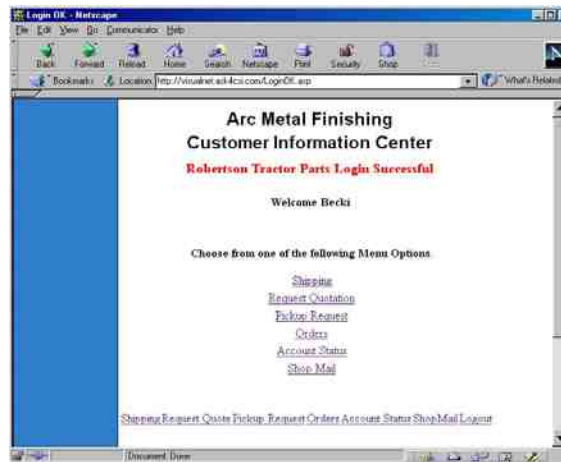 Login OK - Netscape
File Edit View Go Communicator Help
Back Forward Reload Home Search Netscape Print Security Shop
Bookmarks Location: http://visualnet.ask4csi.com/LoginOK.asp What's Related
Arc Metal Finishing
Customer Information Center
Robertson Tractor Parts Login Successful
Welcome Becki
Choose from one of the following Menu Options
Shipping
Request Quotation
Pickup Request
Orders
Account Status
Shop Mail
Shipping Request Quote Pickup Request Orders Account Status ShopMail Logout
Document: Done